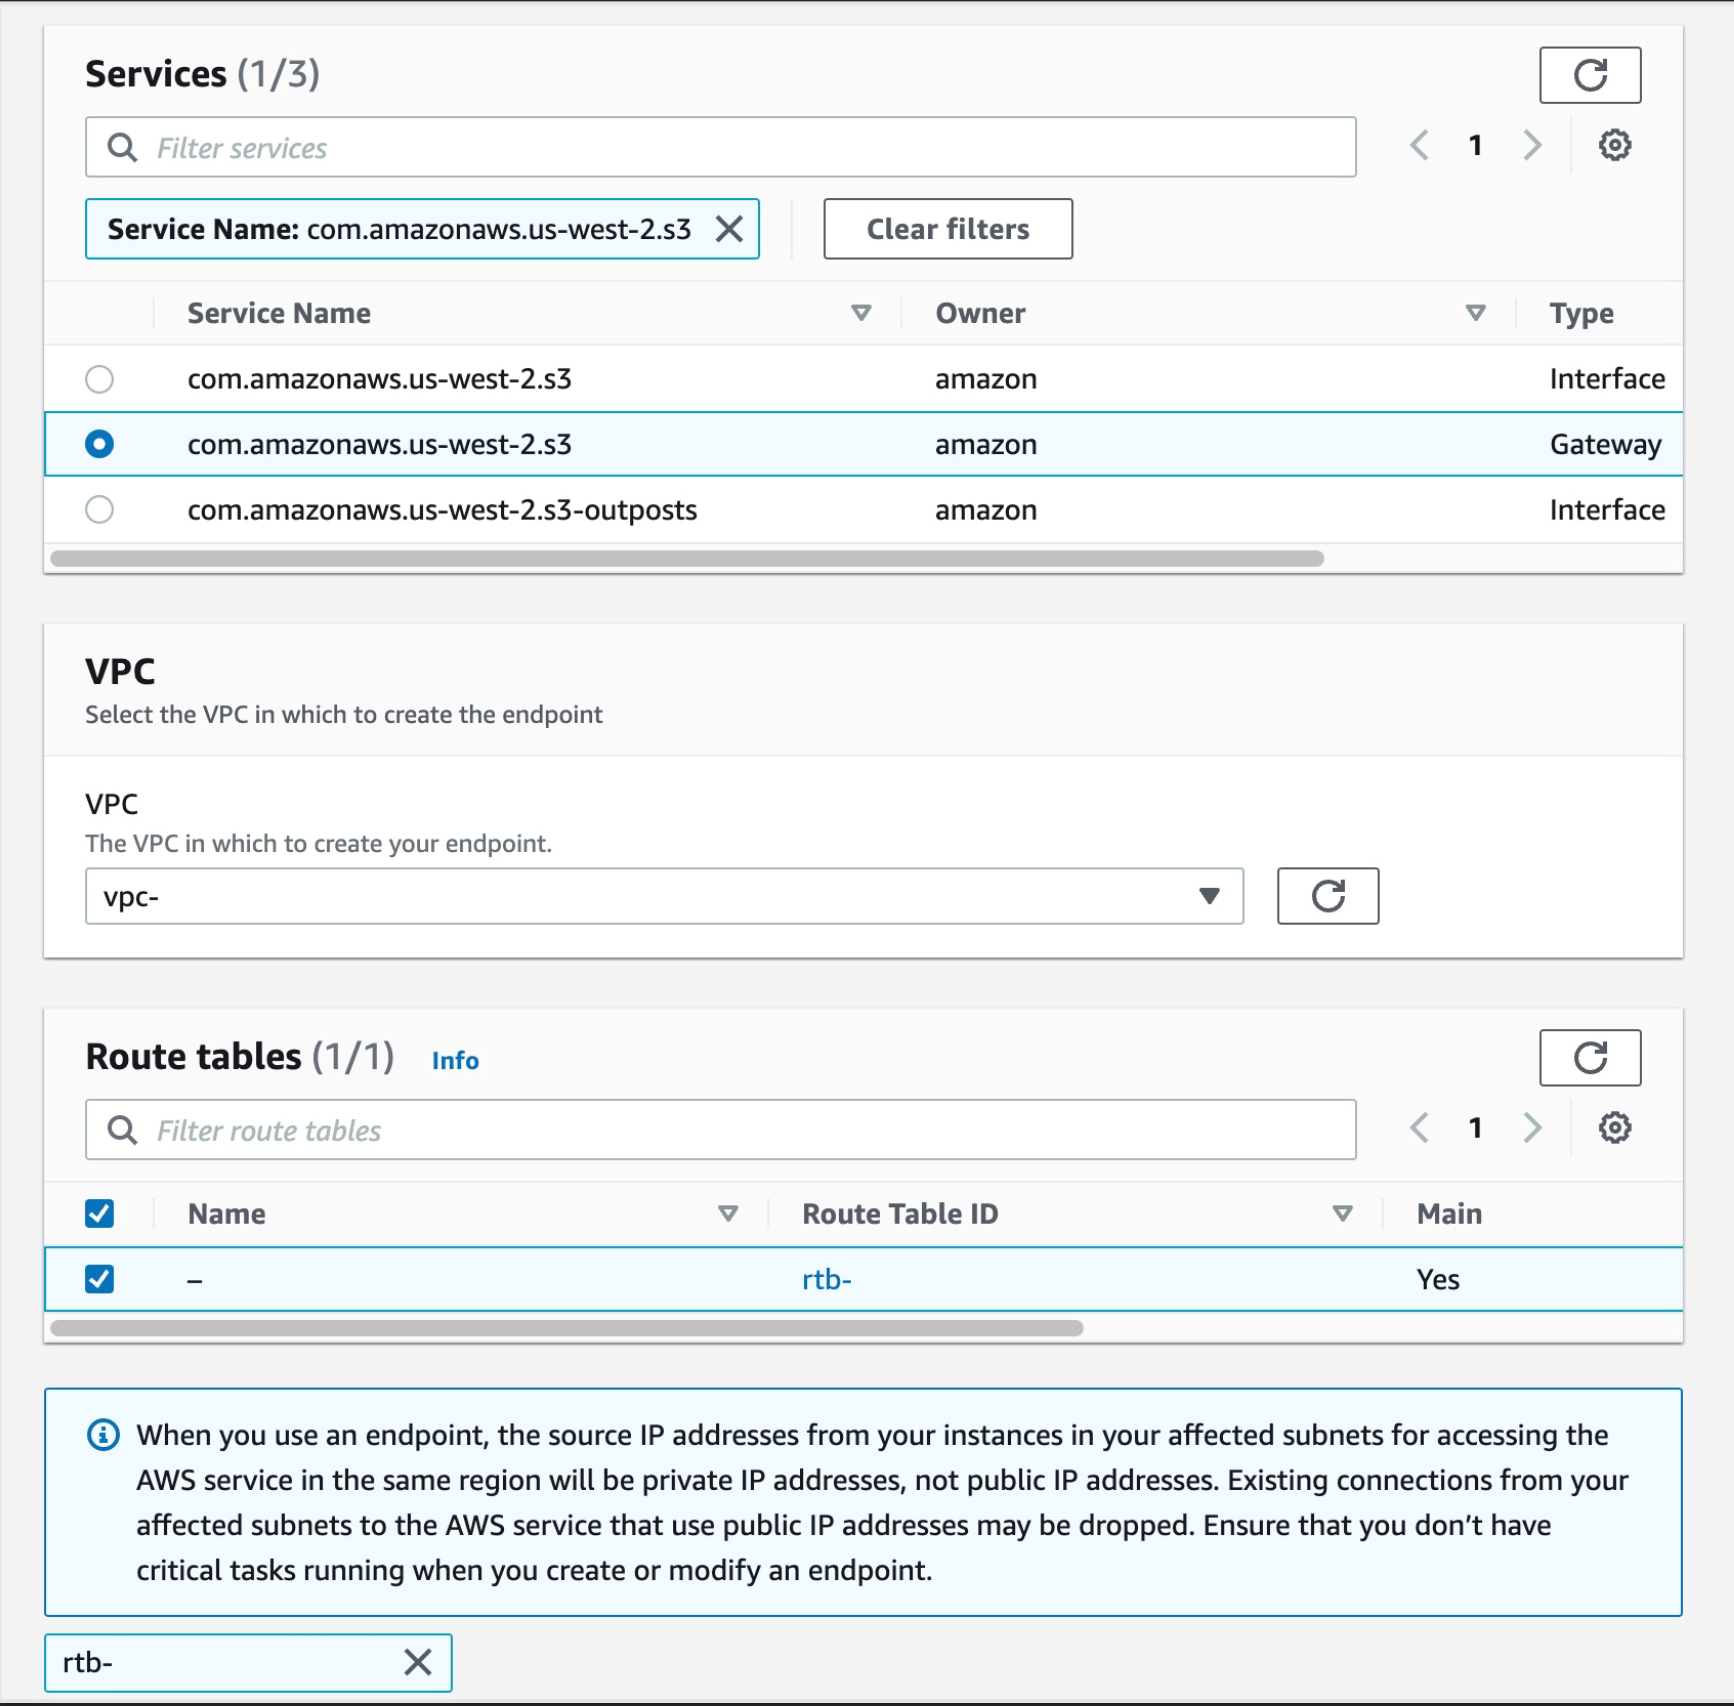 Services (1/3)
Filter services
1
Service Name: com.amazonaws.us-west-2.s3
Clear filters
Service Name Owner Type
com.amazonaws.us-west-2.s3 amazon Interface
com.amazonaws.us-west-2.s3 amazon Gateway
com.amazonaws.us-west-2.s3-outposts amazon Interface
VPC
Select the VPC in which to create the endpoint
VPC
The VPC in which to create your endpoint.
vpc-
Route tables (1/1) Info
Filter route tables
1
Name Route Table ID Main
– rtb- Yes
When you use an endpoint, the source IP addresses from your instances in your affected subnets for accessing the
AWS service in the same region will be private IP addresses, not public IP addresses. Existing connections from your
affected subnets to the AWS service that use public IP addresses may be dropped. Ensure that you don’t have
critical tasks running when you create or modify an endpoint.
rtb-